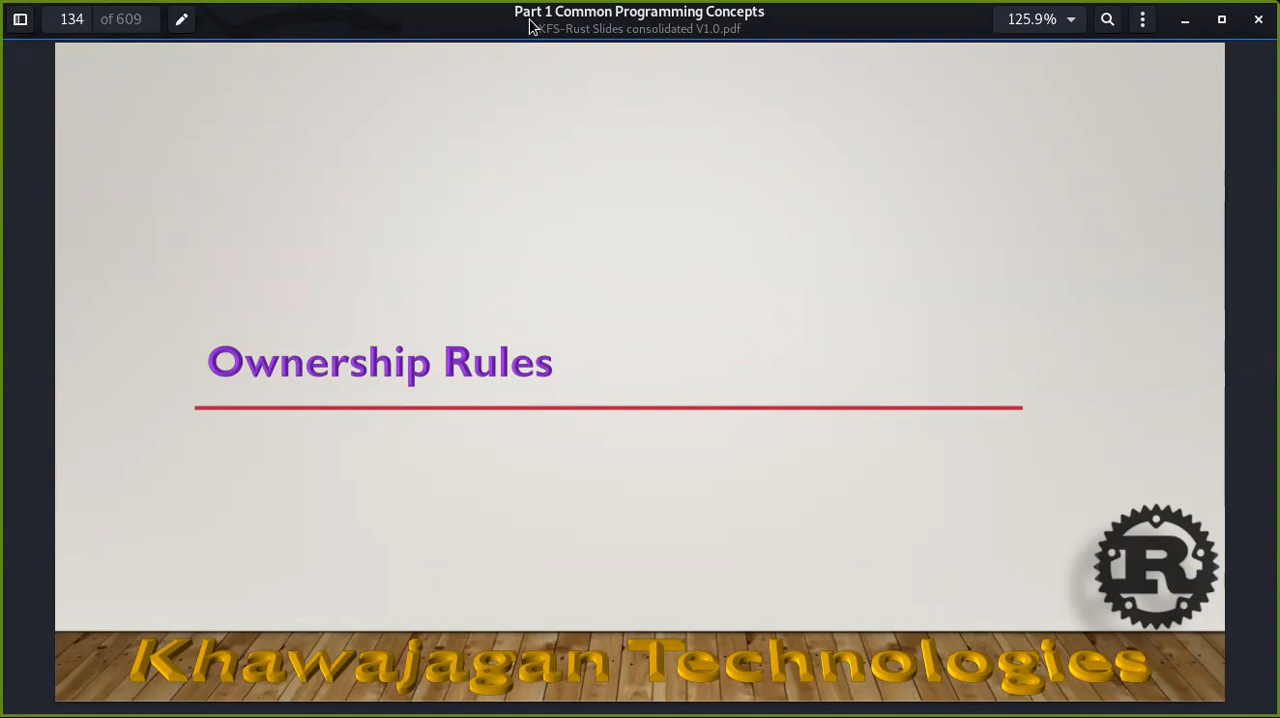 134 of 609
Part 1 Common Programming Concepts
KFS-Rust Slides consolidated V1.0.pdf
125.9%
Ownership Rules
R
Khawajagan Technologies